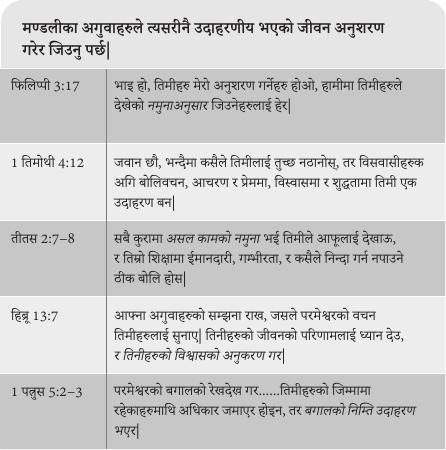 मण्डलीका अगुवाहरुले त्यसरीनै उदाहरणीय भएको जीवन अनुशरण
गरेर जिउनु पर्छ|
फिलिप्पी 3:17
भाइ हो, तिमीहरु मेरो अनुशरण गर्नेहरु होओ, हामीमा तिमीहरुले
देखेको नमुनाअनुसार जिउनेहरुलाई हेर|
1 तिमोथी 4:12
जवान छौ, भन्दैमा कसैले तिमीलाई तुच्छ नठानोस्, तर विसवासीहरुक
अगि बोलिवचन, आचरण र प्रेममा, विस्वासमा र शुद्धतामा तिमी एक
उदाहरण बन|
तीतस 2:7–8
सबै कुरामा असल कामको नमुना भई तिमीले आफूलाई देखाऊ,
र तिम्रो शिक्षामा ईमानदारी, गम्भीरता, र कसैले निन्दा गर्न नपाउने
ठीक बोलि होस|
हिब्रू 13:7
आफ्ना अगुवाहरुको सम्झना राख, जसले परमेश्वरको वचन
तिमीहरुलाई सुनाए| तिनीहरुको जीवनको परिणामलाई ध्यान देउ,
र तिनीहरुको विश्वासको अनुकरण गर|
1 पत्रुस 5:2–3
परमेश्वरको बगालको रेखदेख गर......तिमीहरुको जिम्मामा
रहेकाहरुमाथि अधिकार जमाएर होइन, तर बगालको निम्ति उदाहरण
भएर|